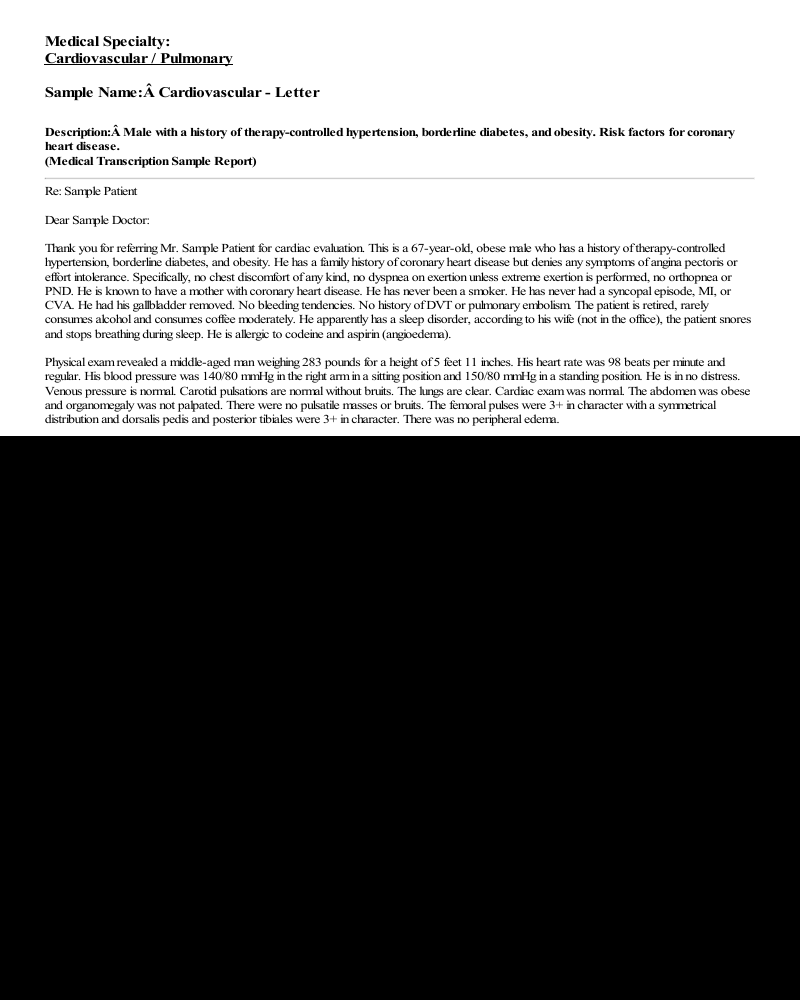 Medical Specialty:
Cardiovascular / Pulmonary
Sample Name:Â Cardiovascular - Letter
Description:Â Male with a history of therapy-controlled hypertension, borderline diabetes, and obesity. Risk factors for coronary
heart disease.
(Medical Transcription Sample Report)
Re: Sample Patient
Dear Sample Doctor:
Thank you for referring Mr. Sample Patient for cardiac evaluation. This is a 67-year-old, obese male who has a history of therapy-controlled
hypertension, borderline diabetes, and obesity. He has a family history of coronary heart disease but denies any symptoms of angina pectoris or
effort intolerance. Specifically, no chest discomfort of any kind, no dyspnea on exertion unless extreme exertion is performed, no orthopnea or
PND. He is known to have a mother with coronary heart disease. He has never been a smoker. He has never had a syncopal episode, MI, or
CVA. He had his gallbladder removed. No bleeding tendencies. No history of DVT or pulmonary embolism. The patient is retired, rarely
consumes alcohol and consumes coffee moderately. He apparently has a sleep disorder, according to his wife (not in the office), the patient snores
and stops breathing during sleep. He is allergic to codeine and aspirin (angioedema).
Physical exam revealed a middle-aged man weighing 283 pounds for a height of 5 feet 11 inches. His heart rate was 98 beats per minute and
regular. His blood pressure was 140/80 mmHg in the right arm in a sitting position and 150/80 mmHg in a standing position. He is in no distress.
Venous pressure is normal. Carotid pulsations are normal without bruits. The lungs are clear. Cardiac exam was normal. The abdomen was obese
and organomegaly was not palpated. There were no pulsatile masses or bruits. The femoral pulses were 3+ in character with a symmetrical
distribution and dorsalis pedis and posterior tibiales were 3+ in character. There was no peripheral edema.